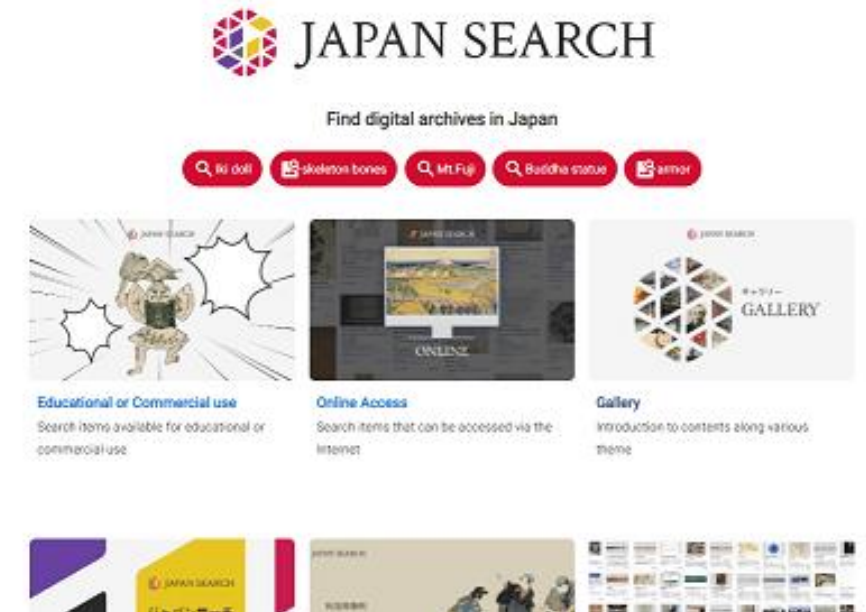 JAPAN SEARCH
Find digital archives in Japan
Iki doll
skeleton bones
Mt.Fuji
Buddha statue
armor
JAPAN SEARCH
JAPAN SEARCH
ONLINE
JAPAN SEARCH
ギャラリー
GALLERY
Educational or Commercial use
Search items available for educational or
commercial use
Online Access
Search items that can be accessed via the
Internet
Gallery
Introduction to contents along various
theme
JAPAN SEARCH
JAPAN SEARCH